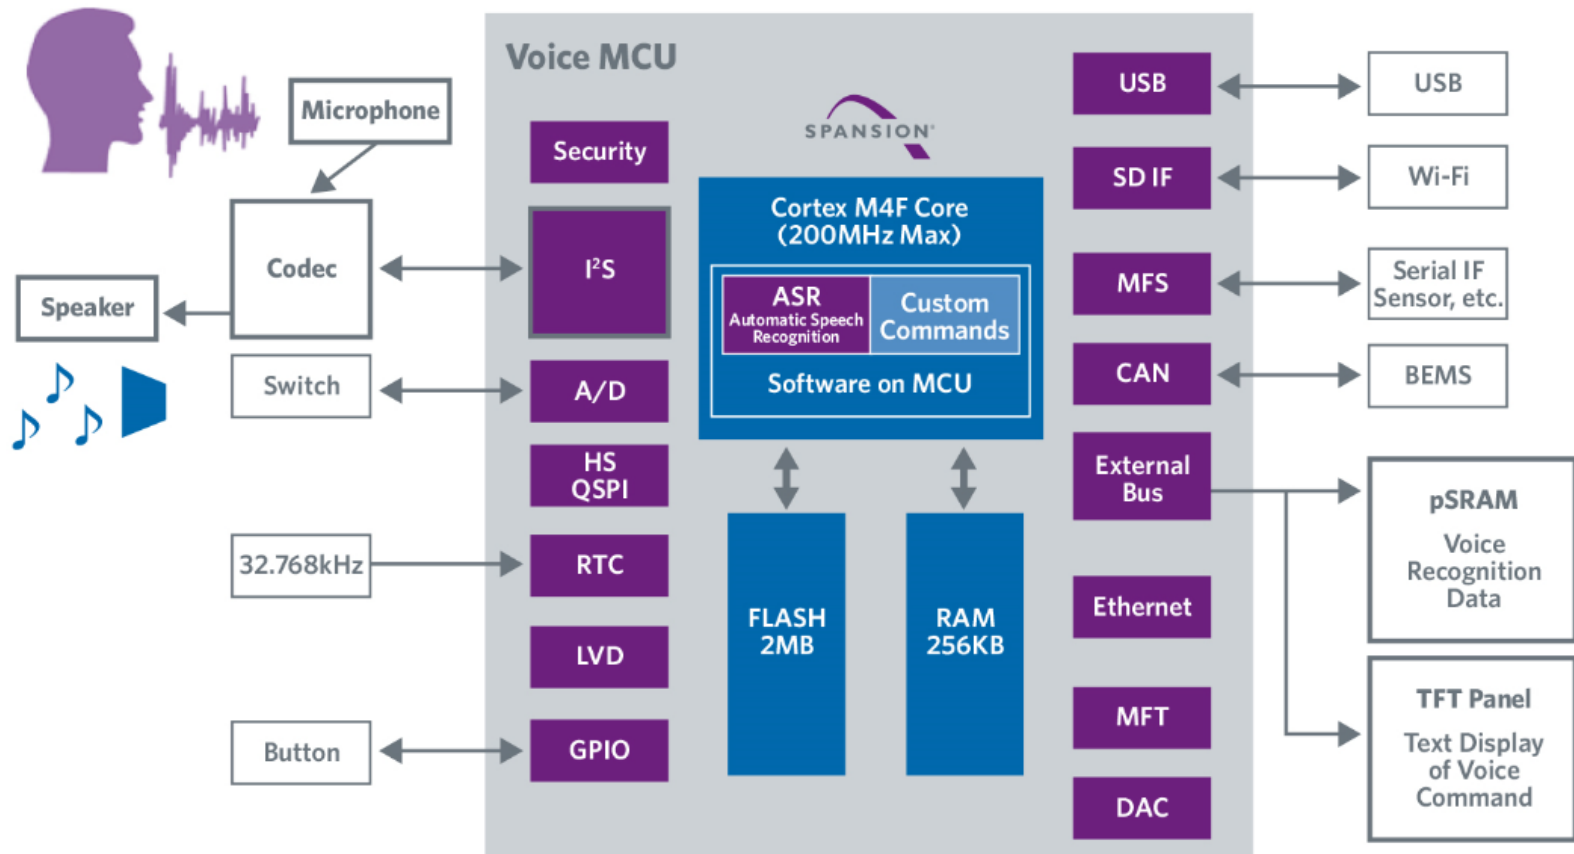 Voice MCU
SPANSION®
Microphone
Codec
Speaker
Switch
32.768kHz
Button
Security
I²S
A/D
HS
QSPI
RTC
LVD
GPIO
Cortex M4F Core
(200MHz Max)
ASR
Automatic Speech
Recognition
Custom
Commands
Software on MCU
FLASH
2MB
RAM
256KB
USB
SD IF
MFS
CAN
External
Bus
Ethernet
MFT
DAC
USB
Wi-Fi
Serial IF
Sensor, etc.
BEMS
pSRAM
Voice
Recognition
Data
TFT Panel
Text Display
of Voice
Command